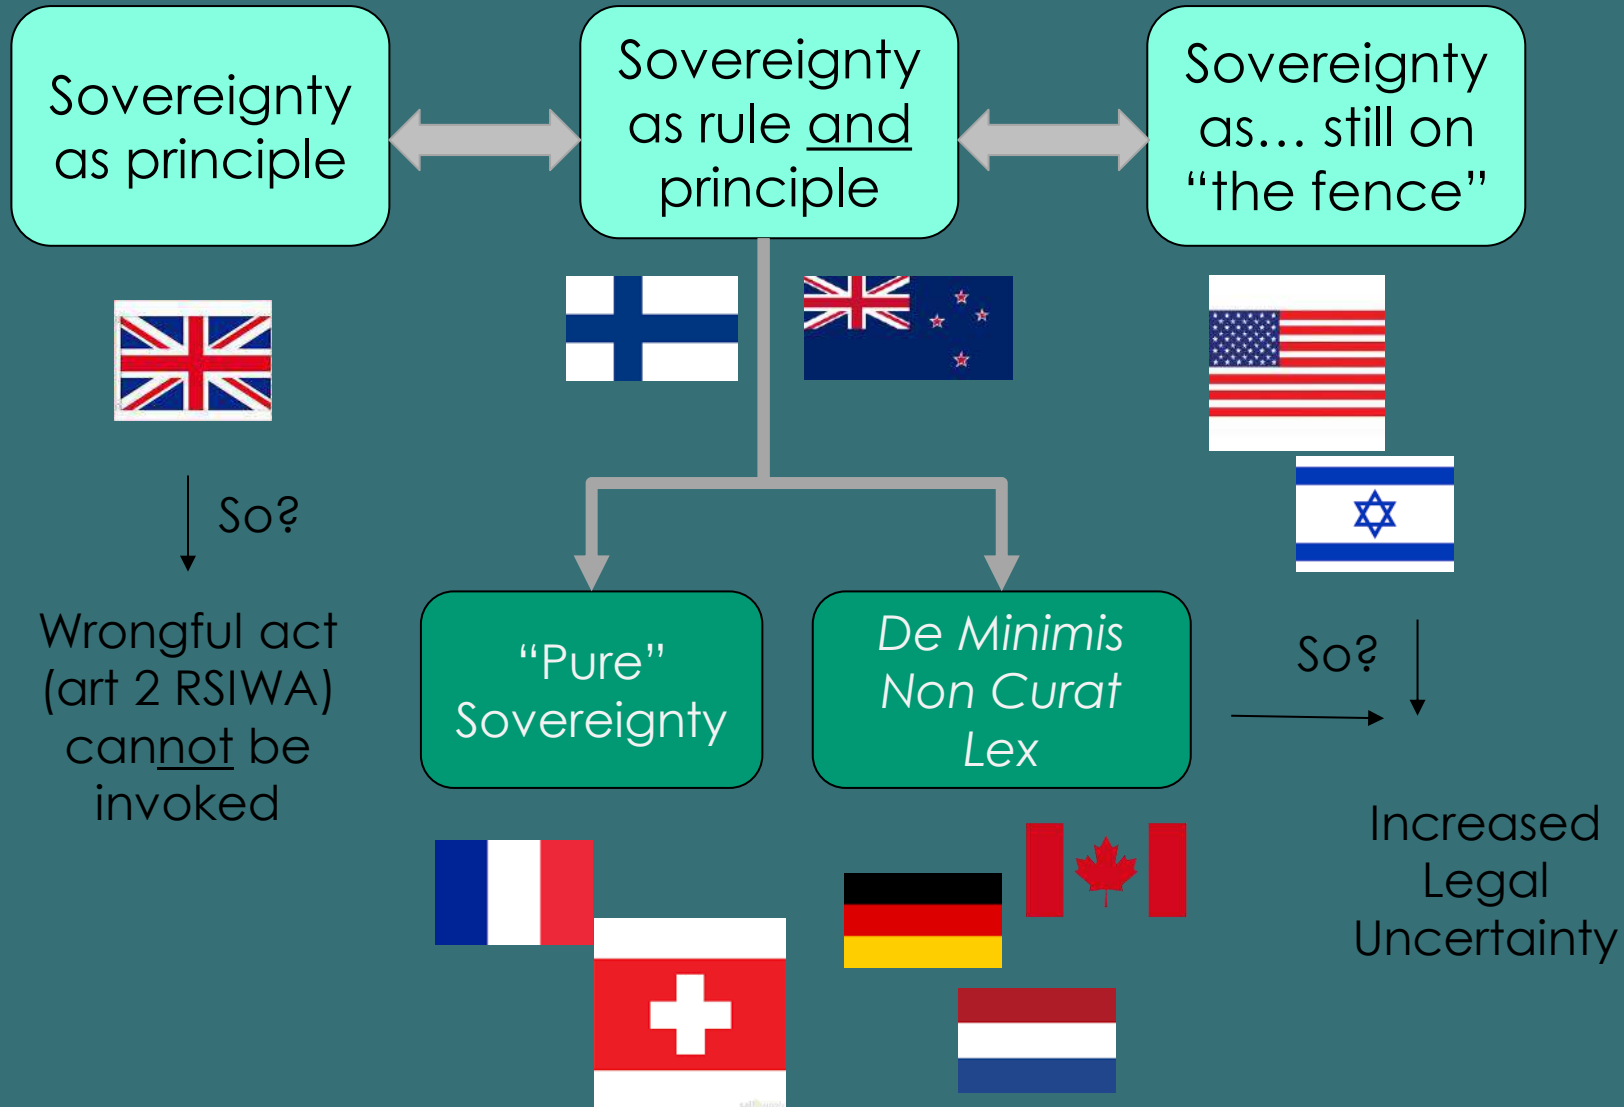 Sovereignty
as principle
Sovereignty
as rule and
principle
Sovereignty
as… still on
“the fence”
So?
Wrongful act
(art 2 RSIWA)
cannot be
invoked
“Pure”
Sovereignty
De Minimis
Non Curat
Lex
So?
Increased
Legal
Uncertainty